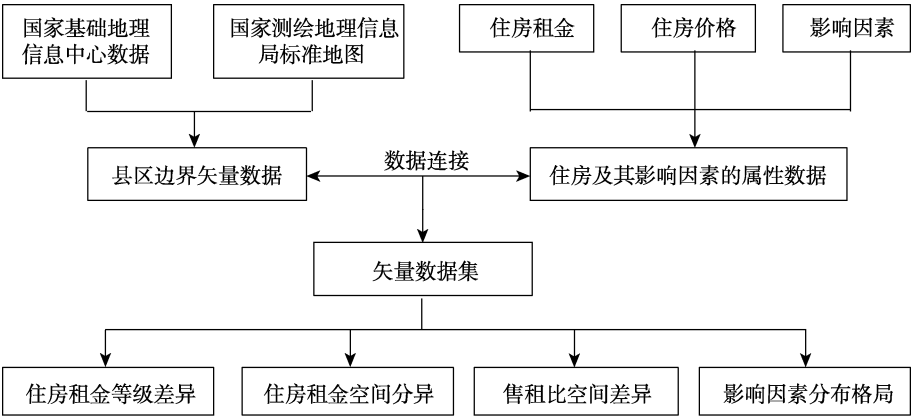 国家基础地理
信息中心数据
国家测绘地理信息
局标准地图
住房租金
住房价格
影响因素
县区边界矢量数据
数据连接
住房及其影响因素的属性数据
矢量数据集
住房租金等级差异
住房租金空间分异
售租比空间差异
影响因素分布格局